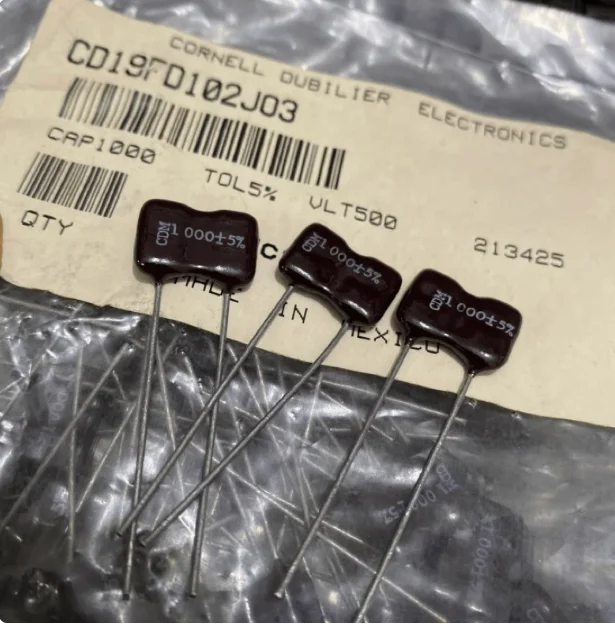 CORNELL DUBILIER ELECTRONICS
CD19FD102J03
CAP1000 TOL5% VLT500
QTY 213425
MADE IN MEXICO
CDM 1 000±5%
CDM 1 000±5%
CDM 1 000±5%